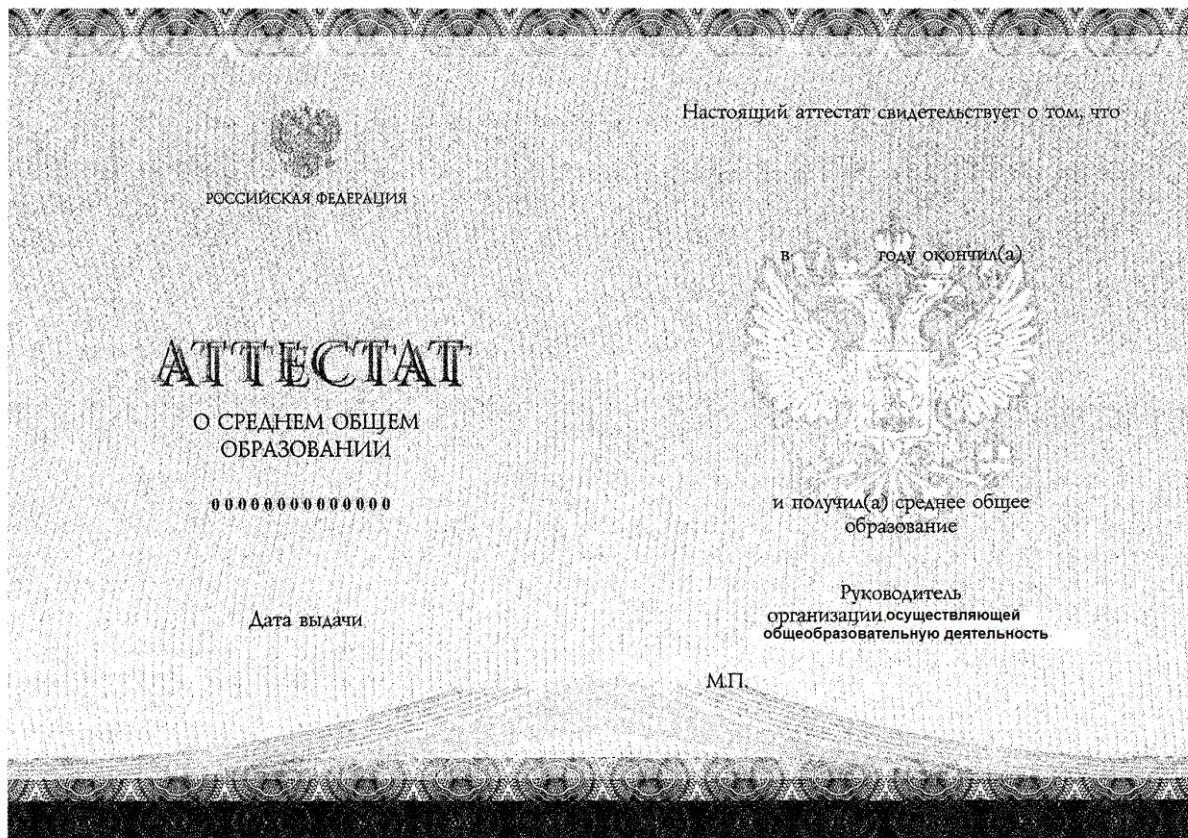 РОССИЙСКАЯ ФЕДЕРАЦИЯ
АТТЕСТАТ
О СРЕДНЕМ ОБЩЕМ
ОБРАЗОВАНИИ
00000000000000
Дата выдачи
Настоящий аттестат свидетельствует о том, что
в году окончил(а)
и получил(а) среднее общее
образование
Руководитель
организации,осуществляющей
общеобразовательную деятельность
М.П.